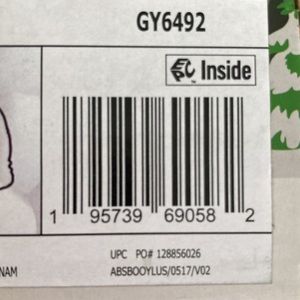 GY6492
Inside
1 95739 69058 2
UPC PO# 128856026
NAM ABSBOOYLUS/0517/V02